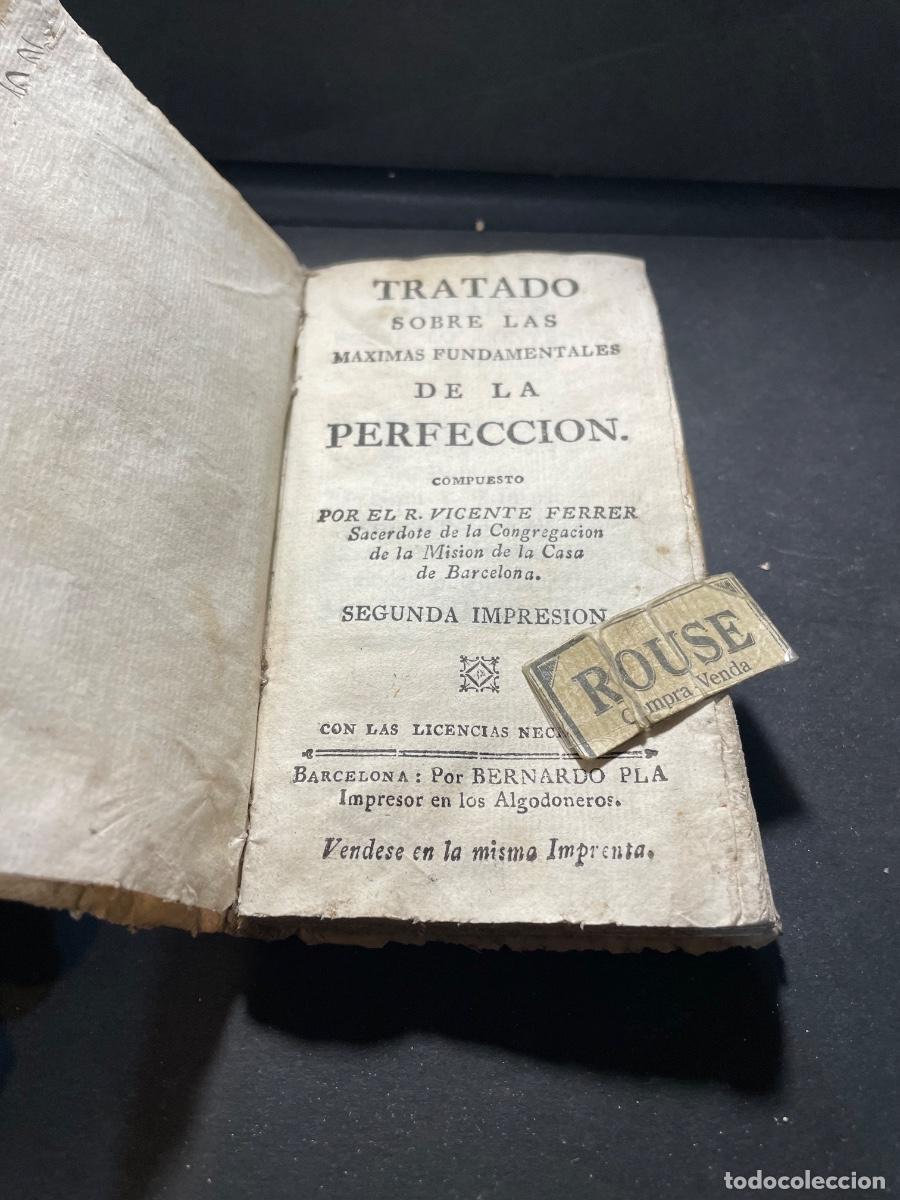 TRATADO
SOBRE LAS
MAXIMAS FUNDAMENTALES
DE LA
PERFECCION.
COMPUESTO
POR EL R. VICENTE FERRER
Sacerdote de la Congregacion
de la Mision de la Casa
de Barcelona.
SEGUNDA IMPRESION
CON LAS LICENCIAS
BARCELONA: Por BERNARDO PLA
Impresor en los Algodoneros.
Vendese en la misma Imprenta.
ROUSE
Compra Venda
todocoleccion